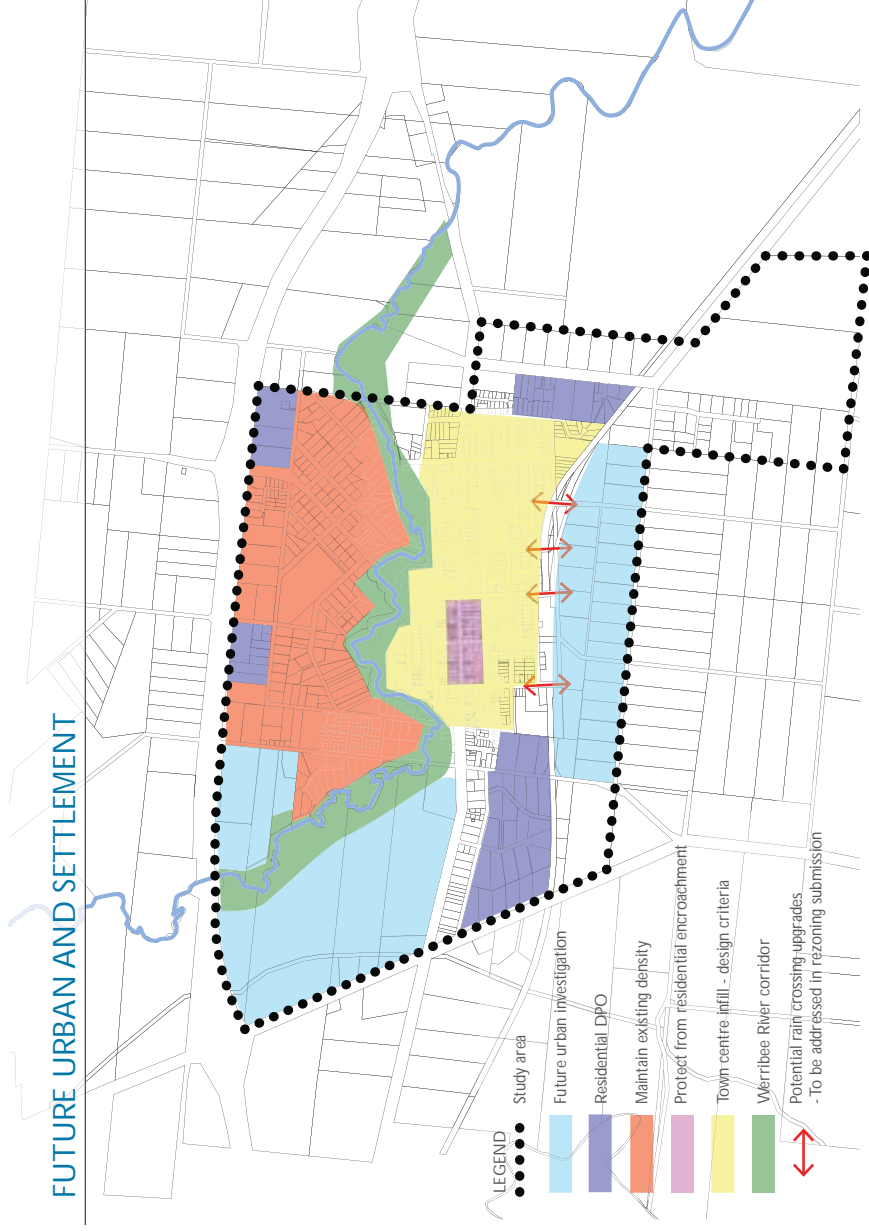 FUTURE URBAN AND SETTLEMENT
LEGEND
Study area
Future urban investigation
Residential DPO
Maintain existing density
Protect from residential encroachment
Town centre infill - design criteria
Werribee River corridor
Potential rain crossing upgrades
- To be addressed in rezoning submission